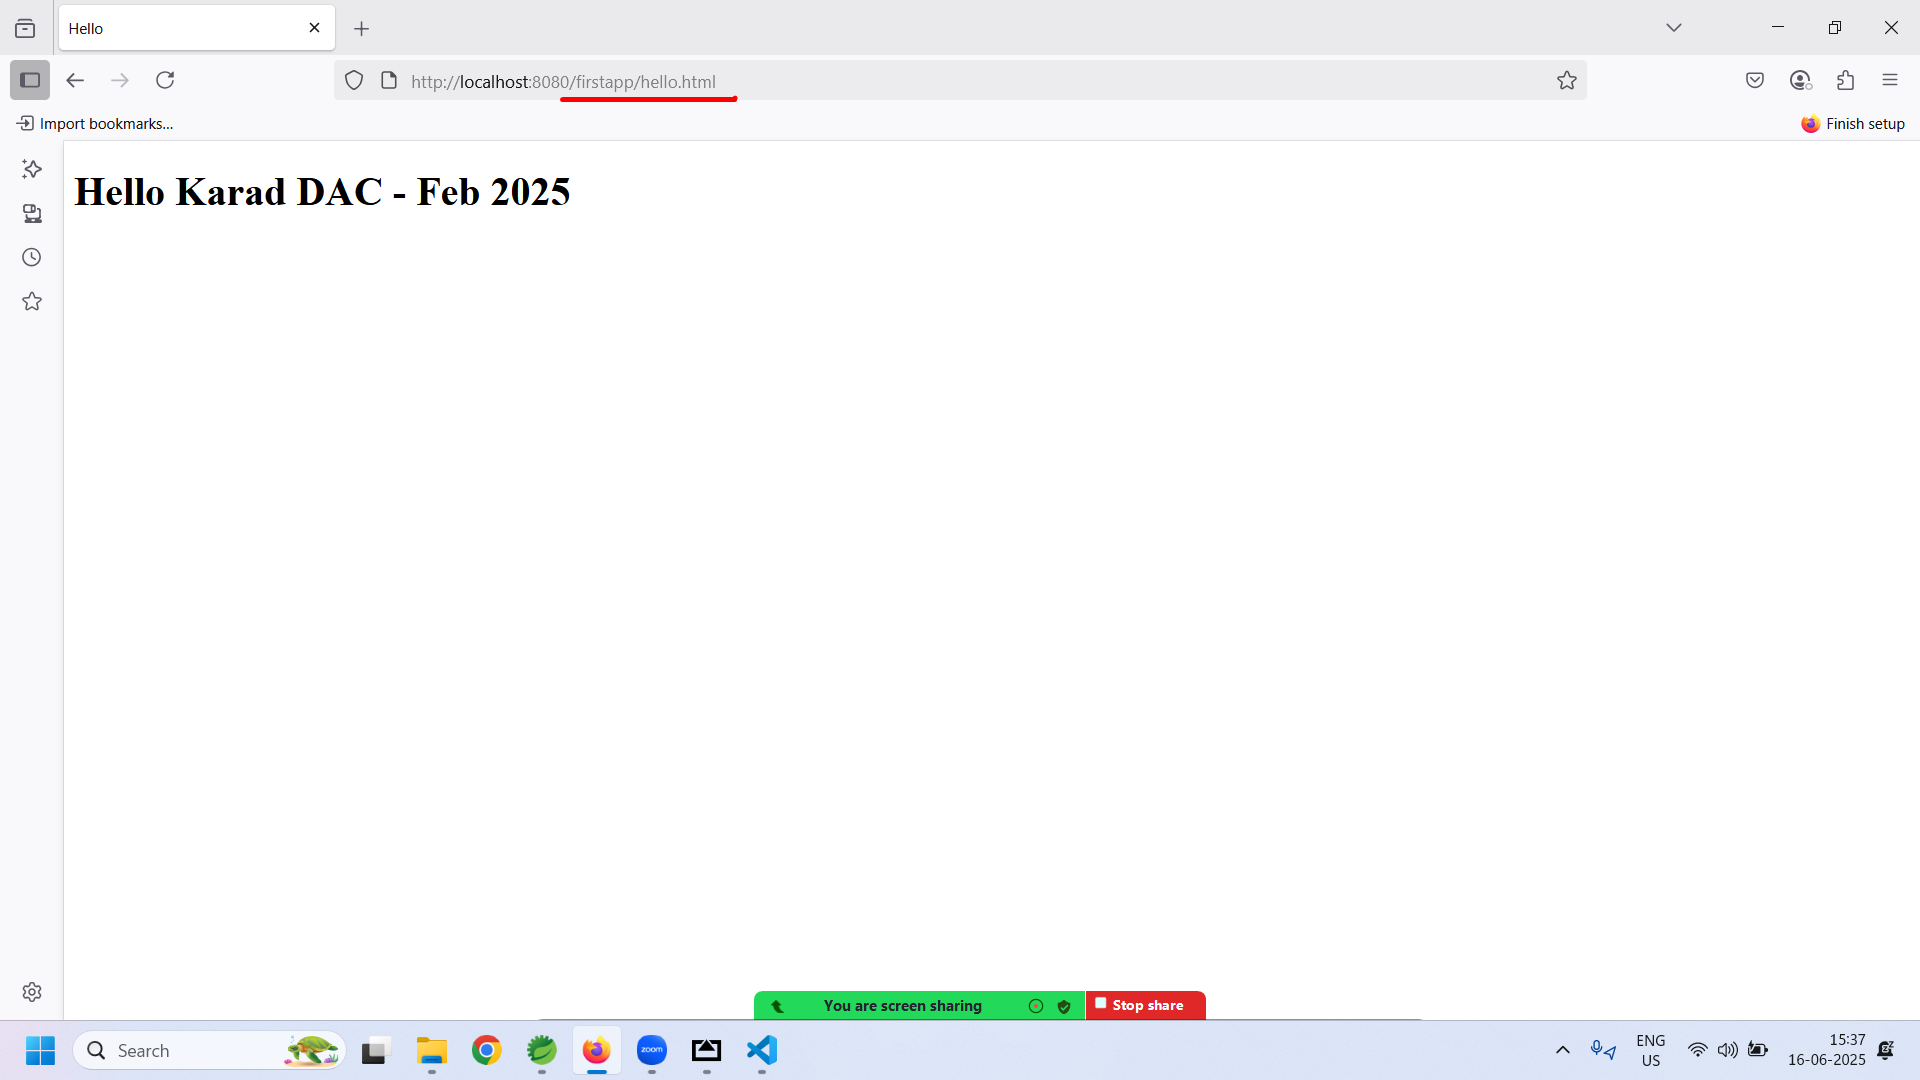 Hello
http://localhost:8080/firstapp/hello.html
Import bookmarks...
Finish setup
Hello Karad DAC - Feb 2025
You are screen sharing
Stop share
Search
zoom
ENG
US
15:37
16-06-2025